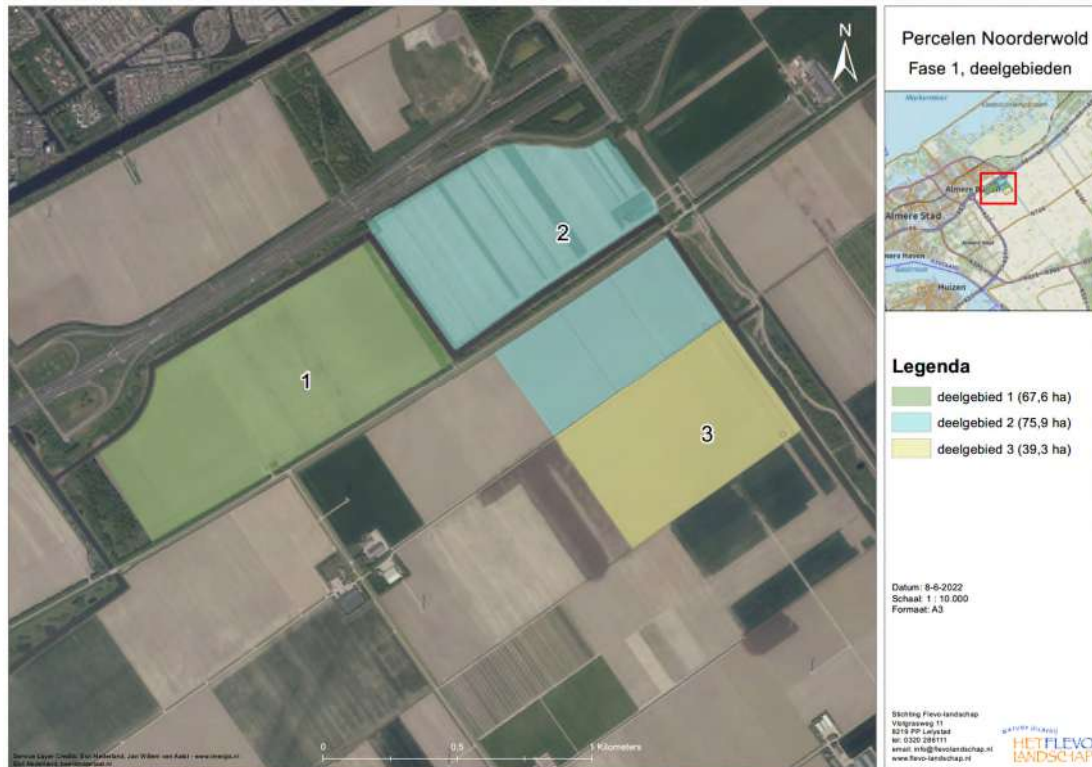 N
1
2
3
0
0,5
1 Kilometers
Percelen Noorderwold
Fase 1, deelgebieden
Markermeer
Almere
Almere Stad
Huizen
Legenda
deelgebied 1 (67,6 ha)
deelgebied 2 (75,9 ha)
deelgebied 3 (39,3 ha)
Datum: 8-6-2022
Schaal: 1 : 10.000
Formaat: A3
Stichting Flevo-landschap
Vlotgrasweg 11
8219 PP Lelystad
tel: 0320 286111
email: info@flevolandschap.nl
www.flevo-landschap.nl
HETFLEVO
LANDSCHAP